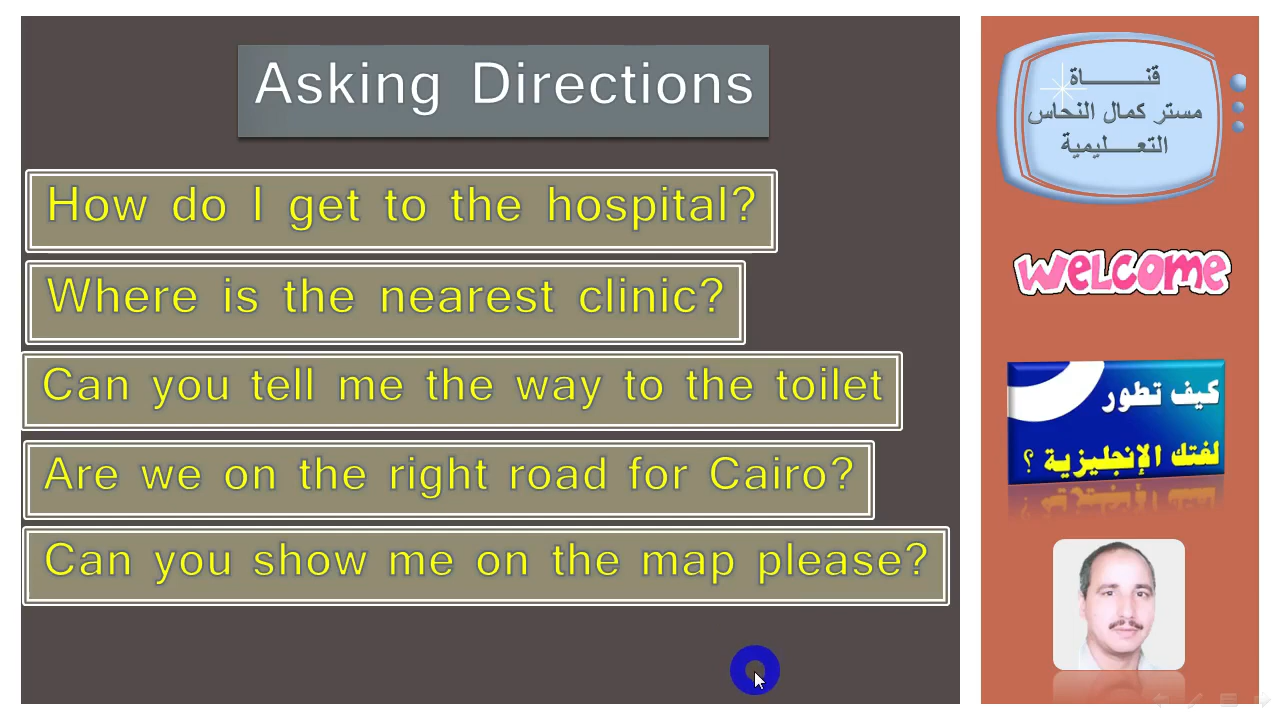 Asking Directions
How do I get to the hospital?
Where is the nearest clinic?
Can you tell me the way to the toilet
Are we on the right road for Cairo?
Can you show me on the map please?
قنـــــــاة
مستر كمال النحاس
التعـــليمية
WELCOME
كيف تطور
لغتك الإنجليزية ؟